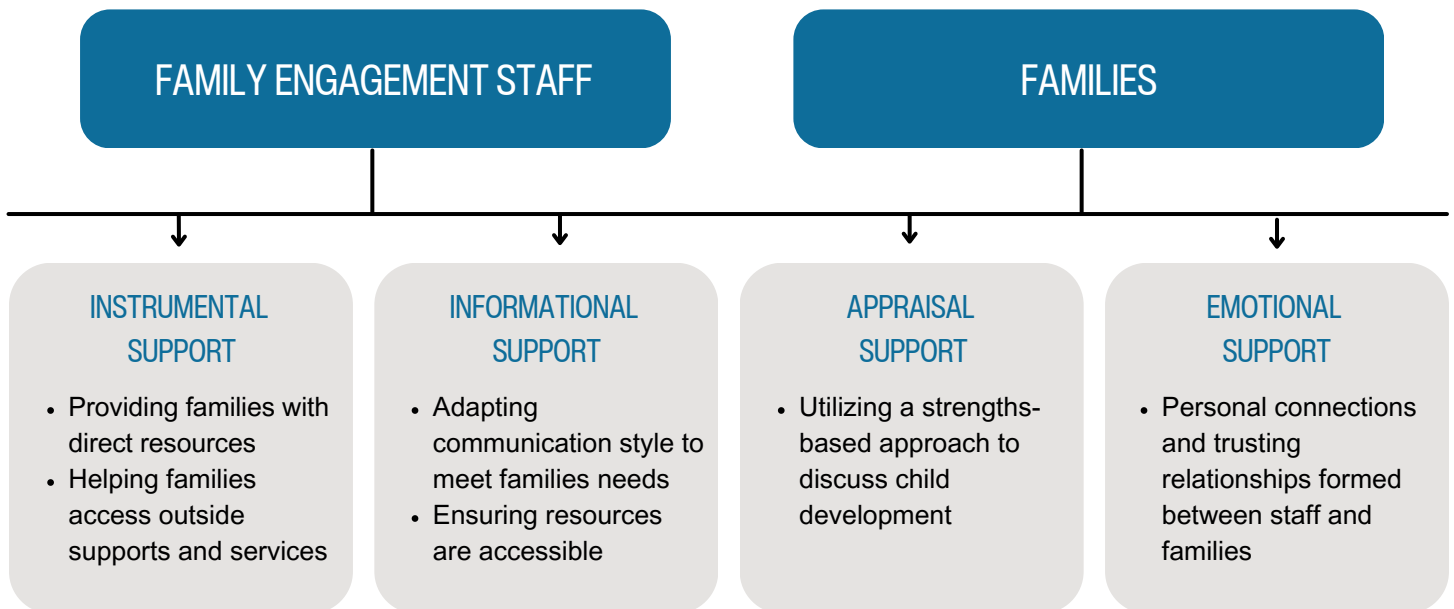 FAMILY ENGAGEMENT STAFF
FAMILIES
INSTRUMENTAL
SUPPORT
• Providing families with
direct resources
• Helping families
access outside
supports and services
INFORMATIONAL
SUPPORT
• Adapting
communication style to
meet families needs
• Ensuring resources
are accessible
APPRAISAL
SUPPORT
• Utilizing a strengths-
based approach to
discuss child
development
EMOTIONAL
SUPPORT
• Personal connections
and trusting
relationships formed
between staff and
families